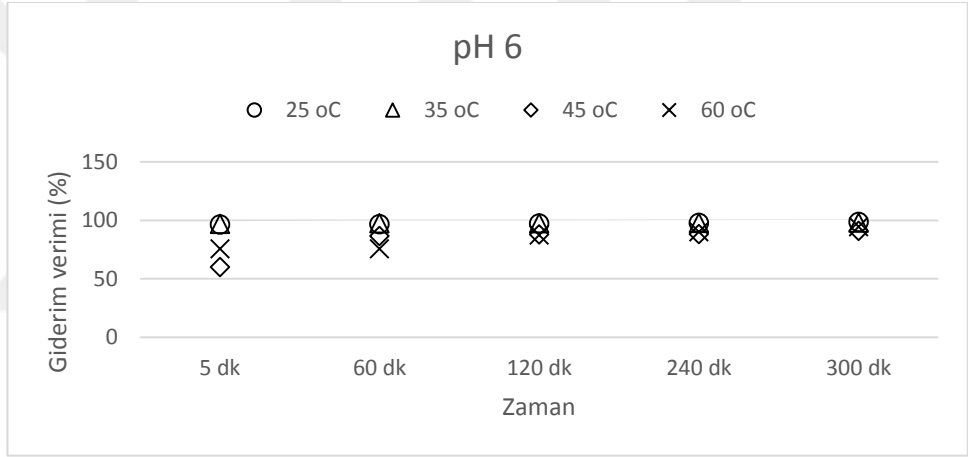 pH 6
25 oC 35 oC 45 oC 60 oC
Giderim verimi (%)
150
100
50
0
5 dk 60 dk 120 dk 240 dk 300 dk
Zaman